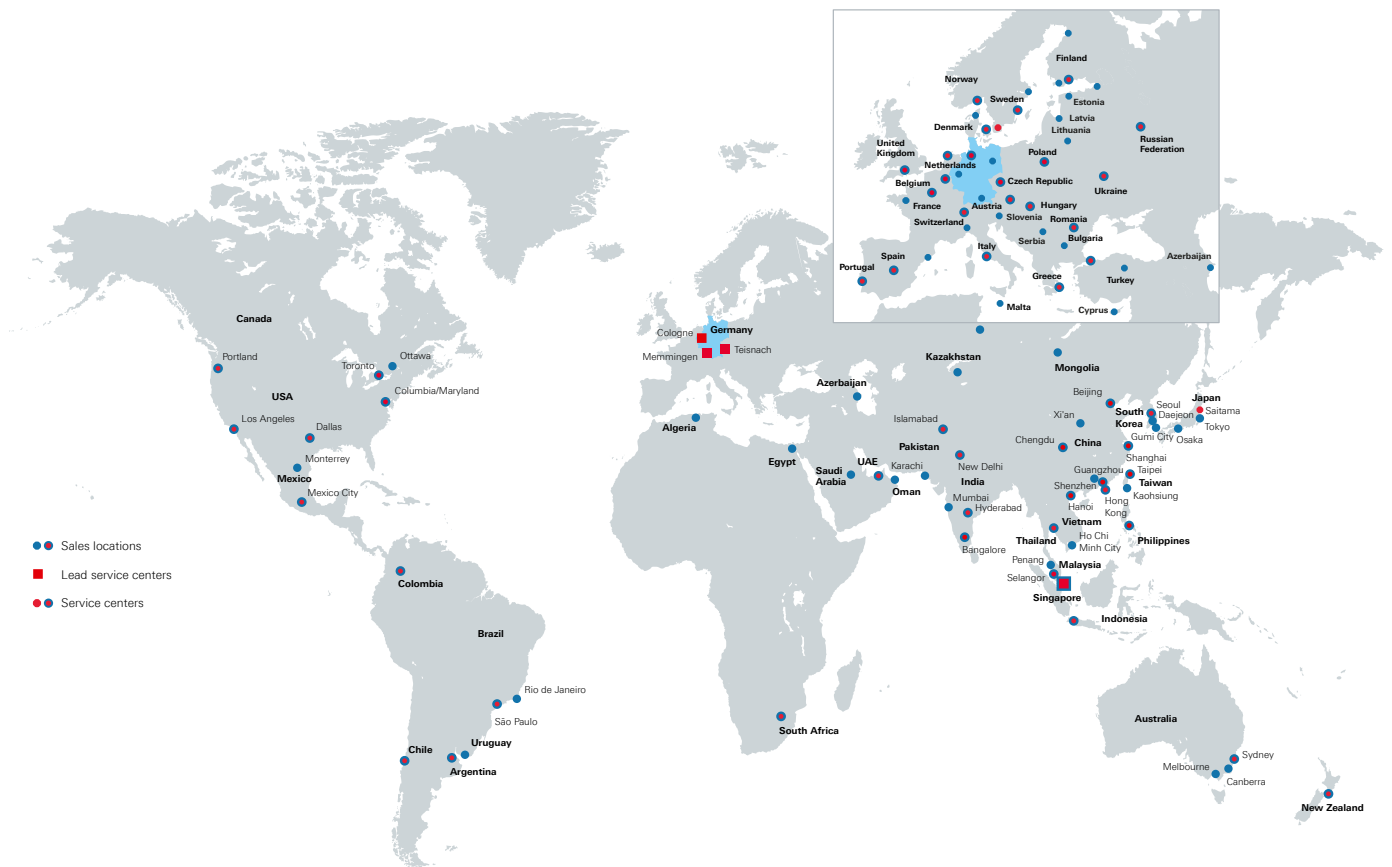 Finland
Norway
Sweden
Estonia
Latvia
Denmark
Lithuania
Russian
Federation
United
Kingdom
Poland
Netherlands
Belgium
Czech Republic
Ukraine
France
Austria
Hungary
Switzerland
Slovenia
Romania
Serbia
Bulgaria
Italy
Spain
Azerbaijan
Portugal
Greece
Turkey
Malta
Cyprus
Canada
Portland
Toronto
Ottawa
USA
Columbia/Maryland
Los Angeles
Dallas
Monterrey
Mexico
Mexico City
Cologne
Germany
Memmingen
Teisnach
Kazakhstan
Mongolia
Azerbaijan
Beijing
Japan
Seoul
Saitama
South
Korea
Daejeon
Tokyo
Xi'an
Gumi City
Osaka
Algeria
Islamabad
Pakistan
Chengdu
China
Shanghai
Egypt
UAE
Saudi
Arabia
Karachi
New Delhi
India
Guangzhou
Taipei
Taiwan
Oman
Shenzhen
Kaohsiung
Mumbai
Hyderabad
Hanoi
Hong
Kong
Vietnam
Bangalore
Thailand
Ho Chi
Minh City
Philippines
Penang
Malaysia
Selangor
Singapore
Indonesia
Sales locations
Lead service centers
Service centers
Colombia
Brazil
Rio de Janeiro
São Paulo
Uruguay
Chile
Argentina
South Africa
Australia
Sydney
Melbourne
Canberra
New Zealand